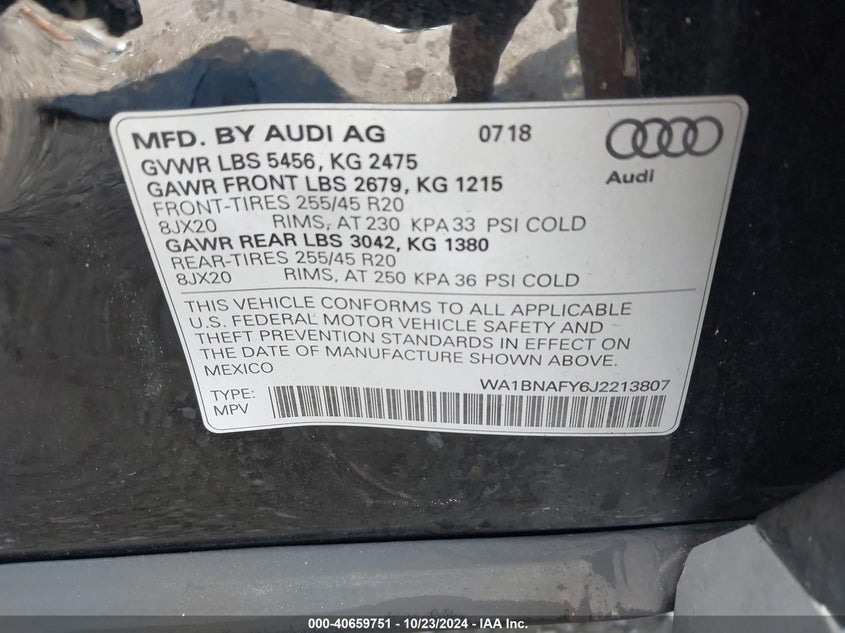 MFD. BY AUDI AG 0718
GVWR LBS 5456, KG 2475
GAWR FRONT LBS 2679, KG 1215
Audi
FRONT-TIRES 255/45 R20
8JX20 RIMS, AT 230 KPA 33 PSI COLD
GAWR REAR LBS 3042, KG 1380
REAR-TIRES 255/45 R20
8JX20 RIMS, AT 250 KPA 36 PSI COLD
THIS VEHICLE CONFORMS TO ALL APPLICABLE
U.S. FEDERAL MOTOR VEHICLE SAFETY AND
THEFT PREVENTION STANDARDS IN EFFECT ON
THE DATE OF MANUFACTURE SHOWN ABOVE.
MEXICO
WA1BNAFY6J2213807
TYPE:
MPV
000-40659751 - 10/23/2024 - IAA Inc.